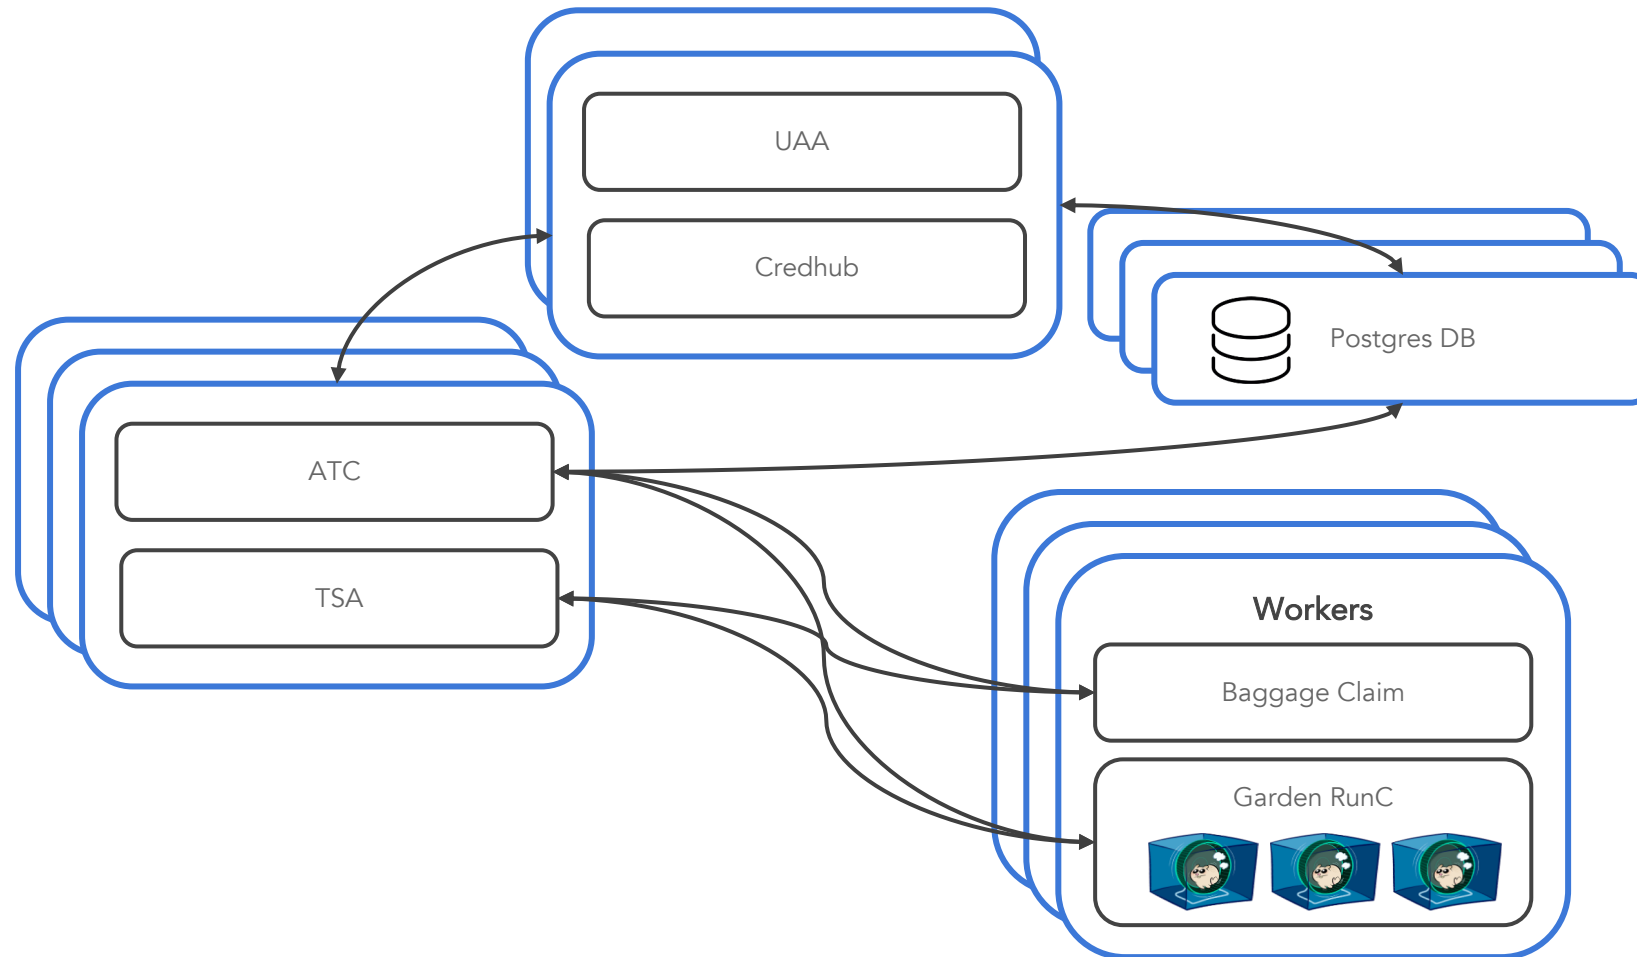 UAA
Credhub
Postgres DB
ATC
TSA
Workers
Baggage Claim
Garden RunC